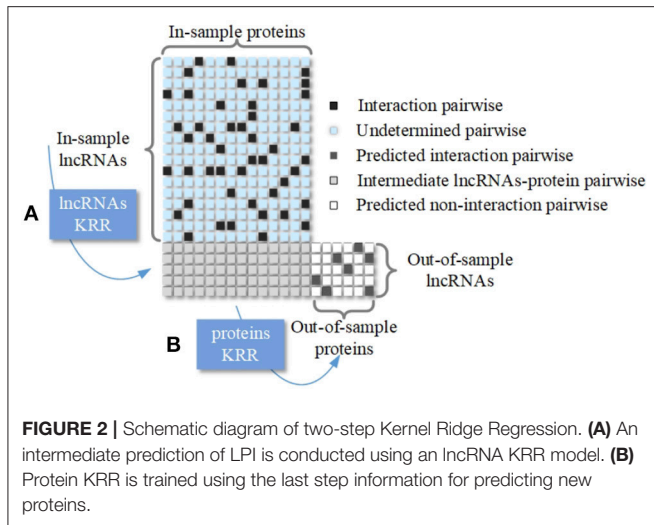 In-sample proteins
In-sample
lncRNAs
A
lncRNAs
KRR
Interaction pairwise
Undetermined pairwise
Predicted interaction pairwise
Intermediate lncRNAs-protein pairwise
Predicted non-interaction pairwise
Out-of-sample
lncRNAs
B
proteins
KRR
Out-of-sample
proteins
FIGURE 2 | Schematic diagram of two-step Kernel Ridge Regression. (A) An
intermediate prediction of LPI is conducted using an lncRNA KRR model. (B)
Protein KRR is trained using the last step information for predicting new
proteins.